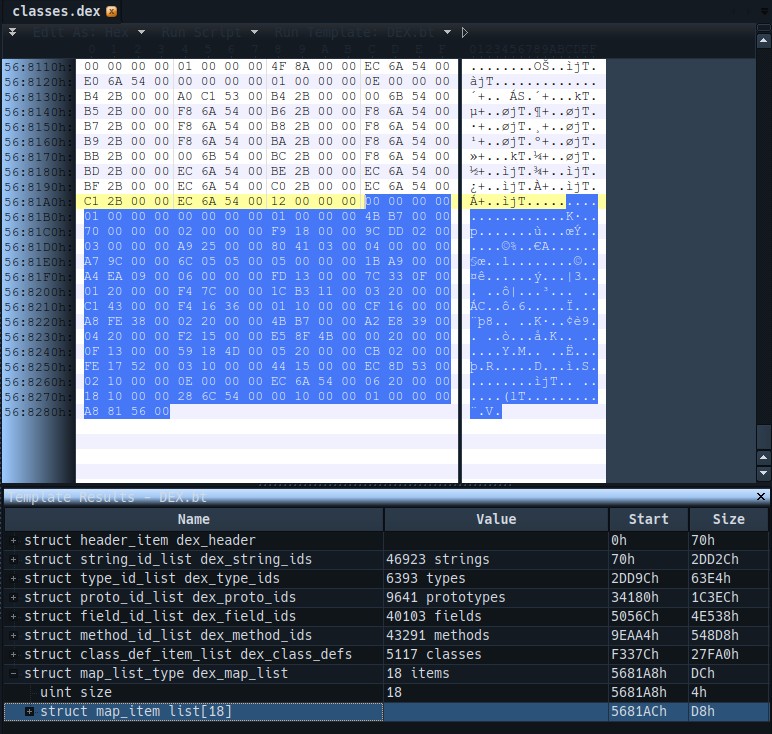 classes.dex
Edit As: Hex Run Script Run Template: DEX.bt
0 1 2 3 4 5 6 7 8 9 A B C D E F 0123456789ABCDEF
56:8110h: 00 00 00 00 01 00 00 00 4F 8A 00 00 EC 6A 54 00 ........OŠ..ìjT.
56:8120h: E0 6A 54 00 00 00 00 00 01 00 00 00 0E 00 00 00 àjT.............
56:8130h: B4 2B 00 00 A0 C1 53 00 B4 2B 00 00 00 6B 54 00 ´+.. ÁS.´+...kT.
56:8140h: B5 2B 00 00 F8 6A 54 00 B6 2B 00 00 F8 6A 54 00 µ+..øjT.¶+..øjT.
56:8150h: B7 2B 00 00 F8 6A 54 00 B8 2B 00 00 F8 6A 54 00 ·+..øjT.¸+..øjT.
56:8160h: B9 2B 00 00 F8 6A 54 00 BA 2B 00 00 F8 6A 54 00 ¹+..øjT.º+..øjT.
56:8170h: BB 2B 00 00 00 6B 54 00 BC 2B 00 00 F8 6A 54 00 »+...kT.¼+..øjT.
56:8180h: BD 2B 00 00 EC 6A 54 00 BE 2B 00 00 EC 6A 54 00 ½+..ìjT.¾+..ìjT.
56:8190h: BF 2B 00 00 EC 6A 54 00 C0 2B 00 00 EC 6A 54 00 ¿+..ìjT.À+..ìjT.
56:81A0h: C1 2B 00 00 EC 6A 54 00 12 00 00 00 00 00 00 00 Á+..ìjT.........
56:81B0h: 01 00 00 00 00 00 00 00 01 00 00 00 4B B7 00 00 ............K·..
56:81C0h: 70 00 00 00 02 00 00 00 F9 18 00 00 9C DD 02 00 p.......ù...œÝ..
56:81D0h: 03 00 00 00 A9 25 00 00 80 41 03 00 04 00 00 00 ....©%..€A......
56:81E0h: A7 9C 00 00 6C 05 05 00 05 00 00 00 1B A9 00 00 §œ..l........©..
56:81F0h: A4 EA 09 00 06 00 00 00 FD 13 00 00 7C 33 0F 00 ¤ê......ý...|3..
56:8200h: 01 20 00 00 F4 7C 00 00 1C B3 11 00 03 20 00 00 . ..ô|...³... ..
56:8210h: C1 43 00 00 F4 16 36 00 01 10 00 00 CF 16 00 00 ÁC..ô.6.....Ï...
56:8220h: A8 FE 38 00 02 20 00 00 4B B7 00 00 A2 E8 39 00 ¨þ8.. ..K·..¢è9.
56:8230h: 04 20 00 00 F2 15 00 00 E5 8F 4B 00 00 20 00 00 . ..ò...å.K.. ..
56:8240h: 0F 13 00 00 59 18 4D 00 05 20 00 00 CB 02 00 00 ....Y.M.. ..Ë...
56:8250h: FE 17 52 00 03 10 00 00 44 15 00 00 EC 8D 53 00 þ.R.....D...ì.S.
56:8260h: 02 10 00 00 0E 00 00 00 EC 6A 54 00 06 20 00 00 ........ìjT.. ..
56:8270h: 18 10 00 00 28 6C 54 00 00 10 00 00 01 00 00 00 ....(lT.........
56:8280h: A8 81 56 00 ¨.V.
Template Results - DEX.bt
Name Value Start Size
struct header_item dex_header 0h 70h
struct string_id_list dex_string_ids 46923 strings 70h 2DD2Ch
struct type_id_list dex_type_ids 6393 types 2DD9Ch 63E4h
struct proto_id_list dex_proto_ids 9641 prototypes 34180h 1C3ECh
struct field_id_list dex_field_ids 40103 fields 5056Ch 4E538h
struct method_id_list dex_method_ids 43291 methods 9EAA4h 548D8h
struct class_def_item_list dex_class_defs 5117 classes F337Ch 27FA0h
struct map_list_type dex_map_list 18 items 5681A8h DCh
uint size 18 5681A8h 4h
struct map_item list[18] 5681ACh D8h